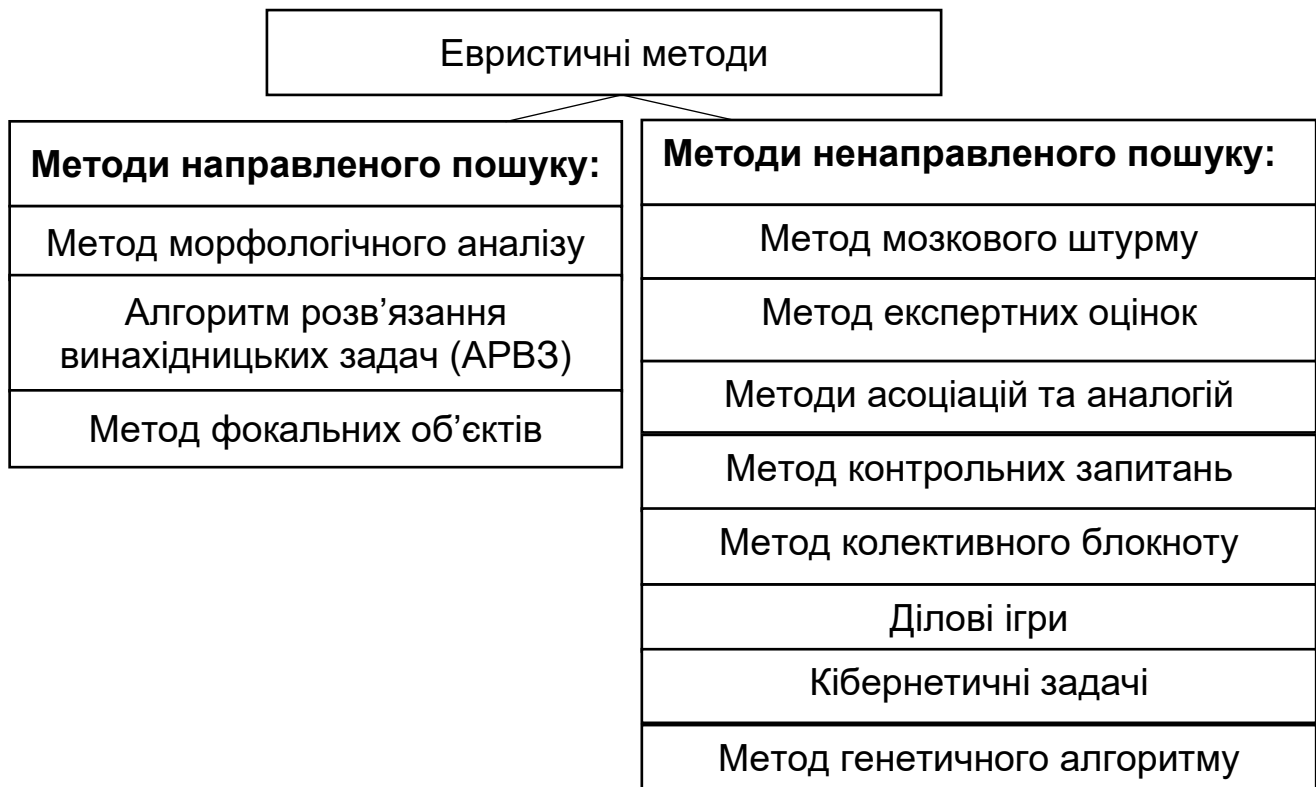 Евристичні методи
Методи направленого пошуку:
Метод морфологічного аналізу
Алгоритм розв’язання
винахідницьких задач (АРВЗ)
Метод фокальних об’єктів
Методи ненаправленого пошуку:
Метод мозкового штурму
Метод експертних оцінок
Методи асоціацій та аналогій
Метод контрольних запитань
Метод колективного блокноту
Ділові ігри
Кібернетичні задачі
Метод генетичного алгоритму